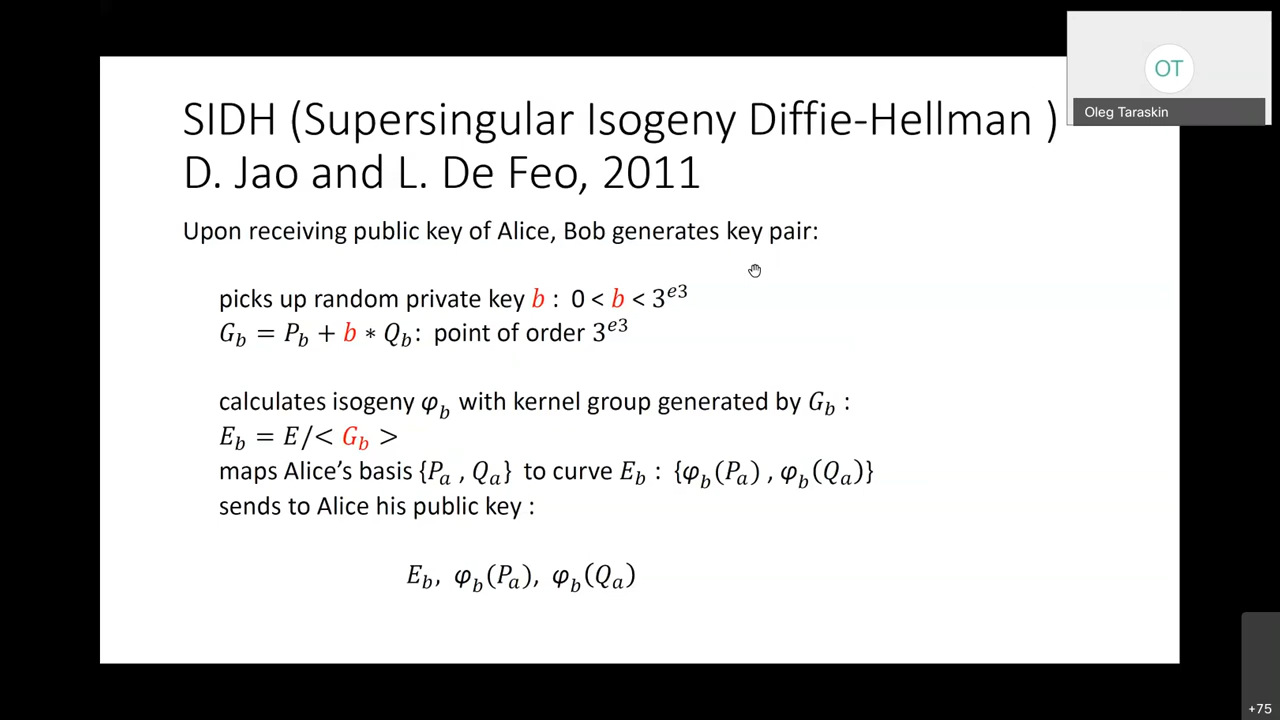 SIDH (Supersingular Isogeny Diffie-Hellman )
D. Jao and L. De Feo, 2011
Upon receiving public key of Alice, Bob generates key pair:
picks up random private key b : 0 < b < 3^{e3}
G_b = P_b + b * Q_b: point of order 3^{e3}
calculates isogeny φ_b with kernel group generated by G_b :
E_b = E/< G_b >
maps Alice's basis {P_a , Q_a} to curve E_b : {φ_b(P_a) , φ_b(Q_a)}
sends to Alice his public key :
E_b, φ_b(P_a), φ_b(Q_a)
OT
Oleg Taraskin
+75